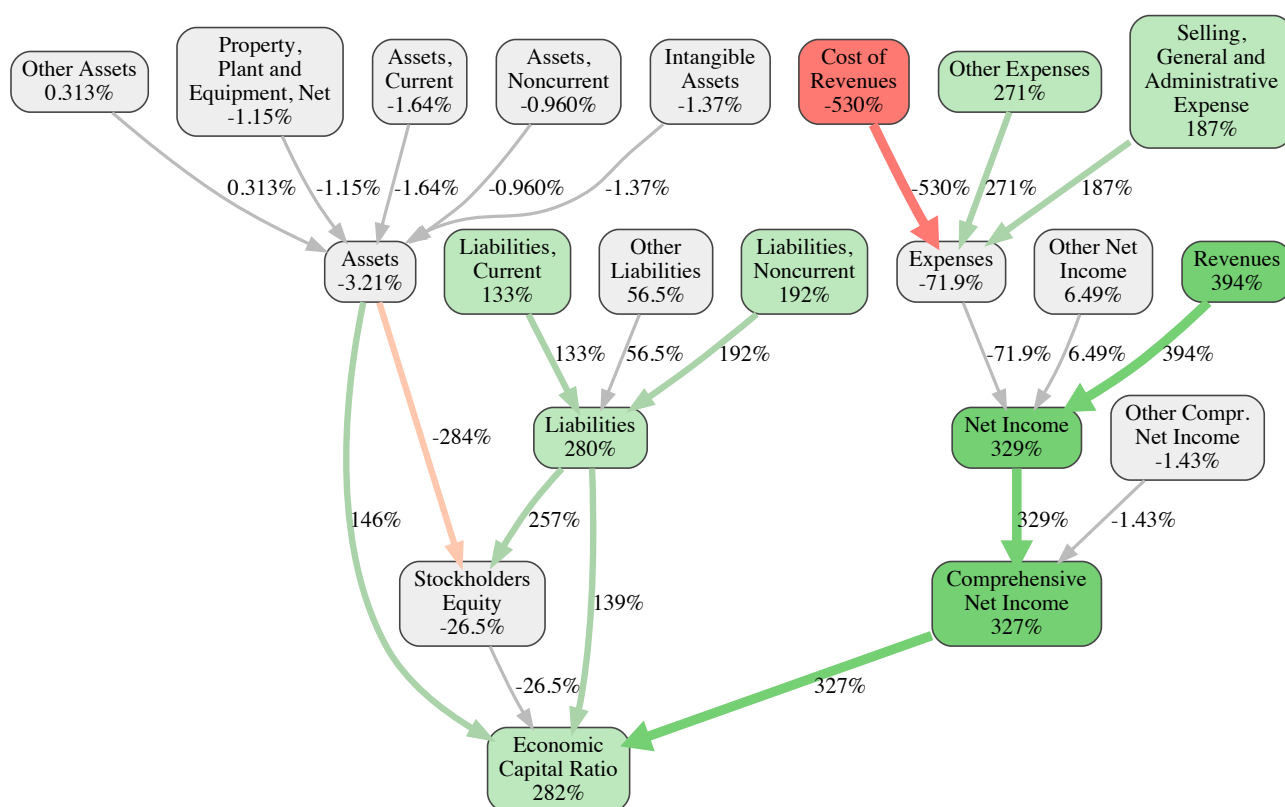 Other Assets
0.313%
Property,
Plant and
Equipment, Net
-1.15%
Assets,
Current
-1.64%
Assets,
Noncurrent
-0.960%
Intangible
Assets
-1.37%
Cost of
Revenues
-530%
Other Expenses
271%
Selling,
General and
Administrative
Expense
187%
0.313%
-1.15%
-1.64%
-0.960%
-1.37%
-530%
271%
187%
Assets
-3.21%
Liabilities,
Current
133%
Other
Liabilities
56.5%
Liabilities,
Noncurrent
192%
Expenses
-71.9%
Other Net
Income
6.49%
Revenues
394%
133%
56.5%
192%
-71.9%
6.49%
394%
-284%
Liabilities
280%
Net Income
329%
Other Compr.
Net Income
-1.43%
146%
257%
329%
-1.43%
Stockholders
Equity
-26.5%
139%
Comprehensive
Net Income
327%
-26.5%
327%
Economic
Capital Ratio
282%